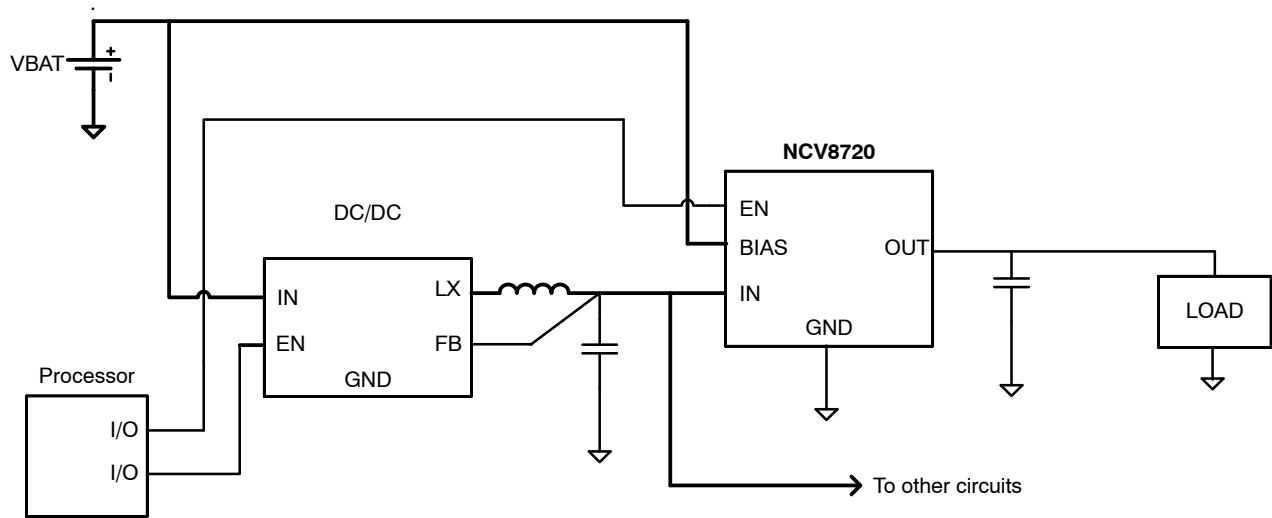 VBAT
+
NCV8720
DC/DC
EN
BIAS
OUT
IN
GND
LOAD
LX
IN
EN
FB
GND
Processor
I/O
I/O
To other circuits